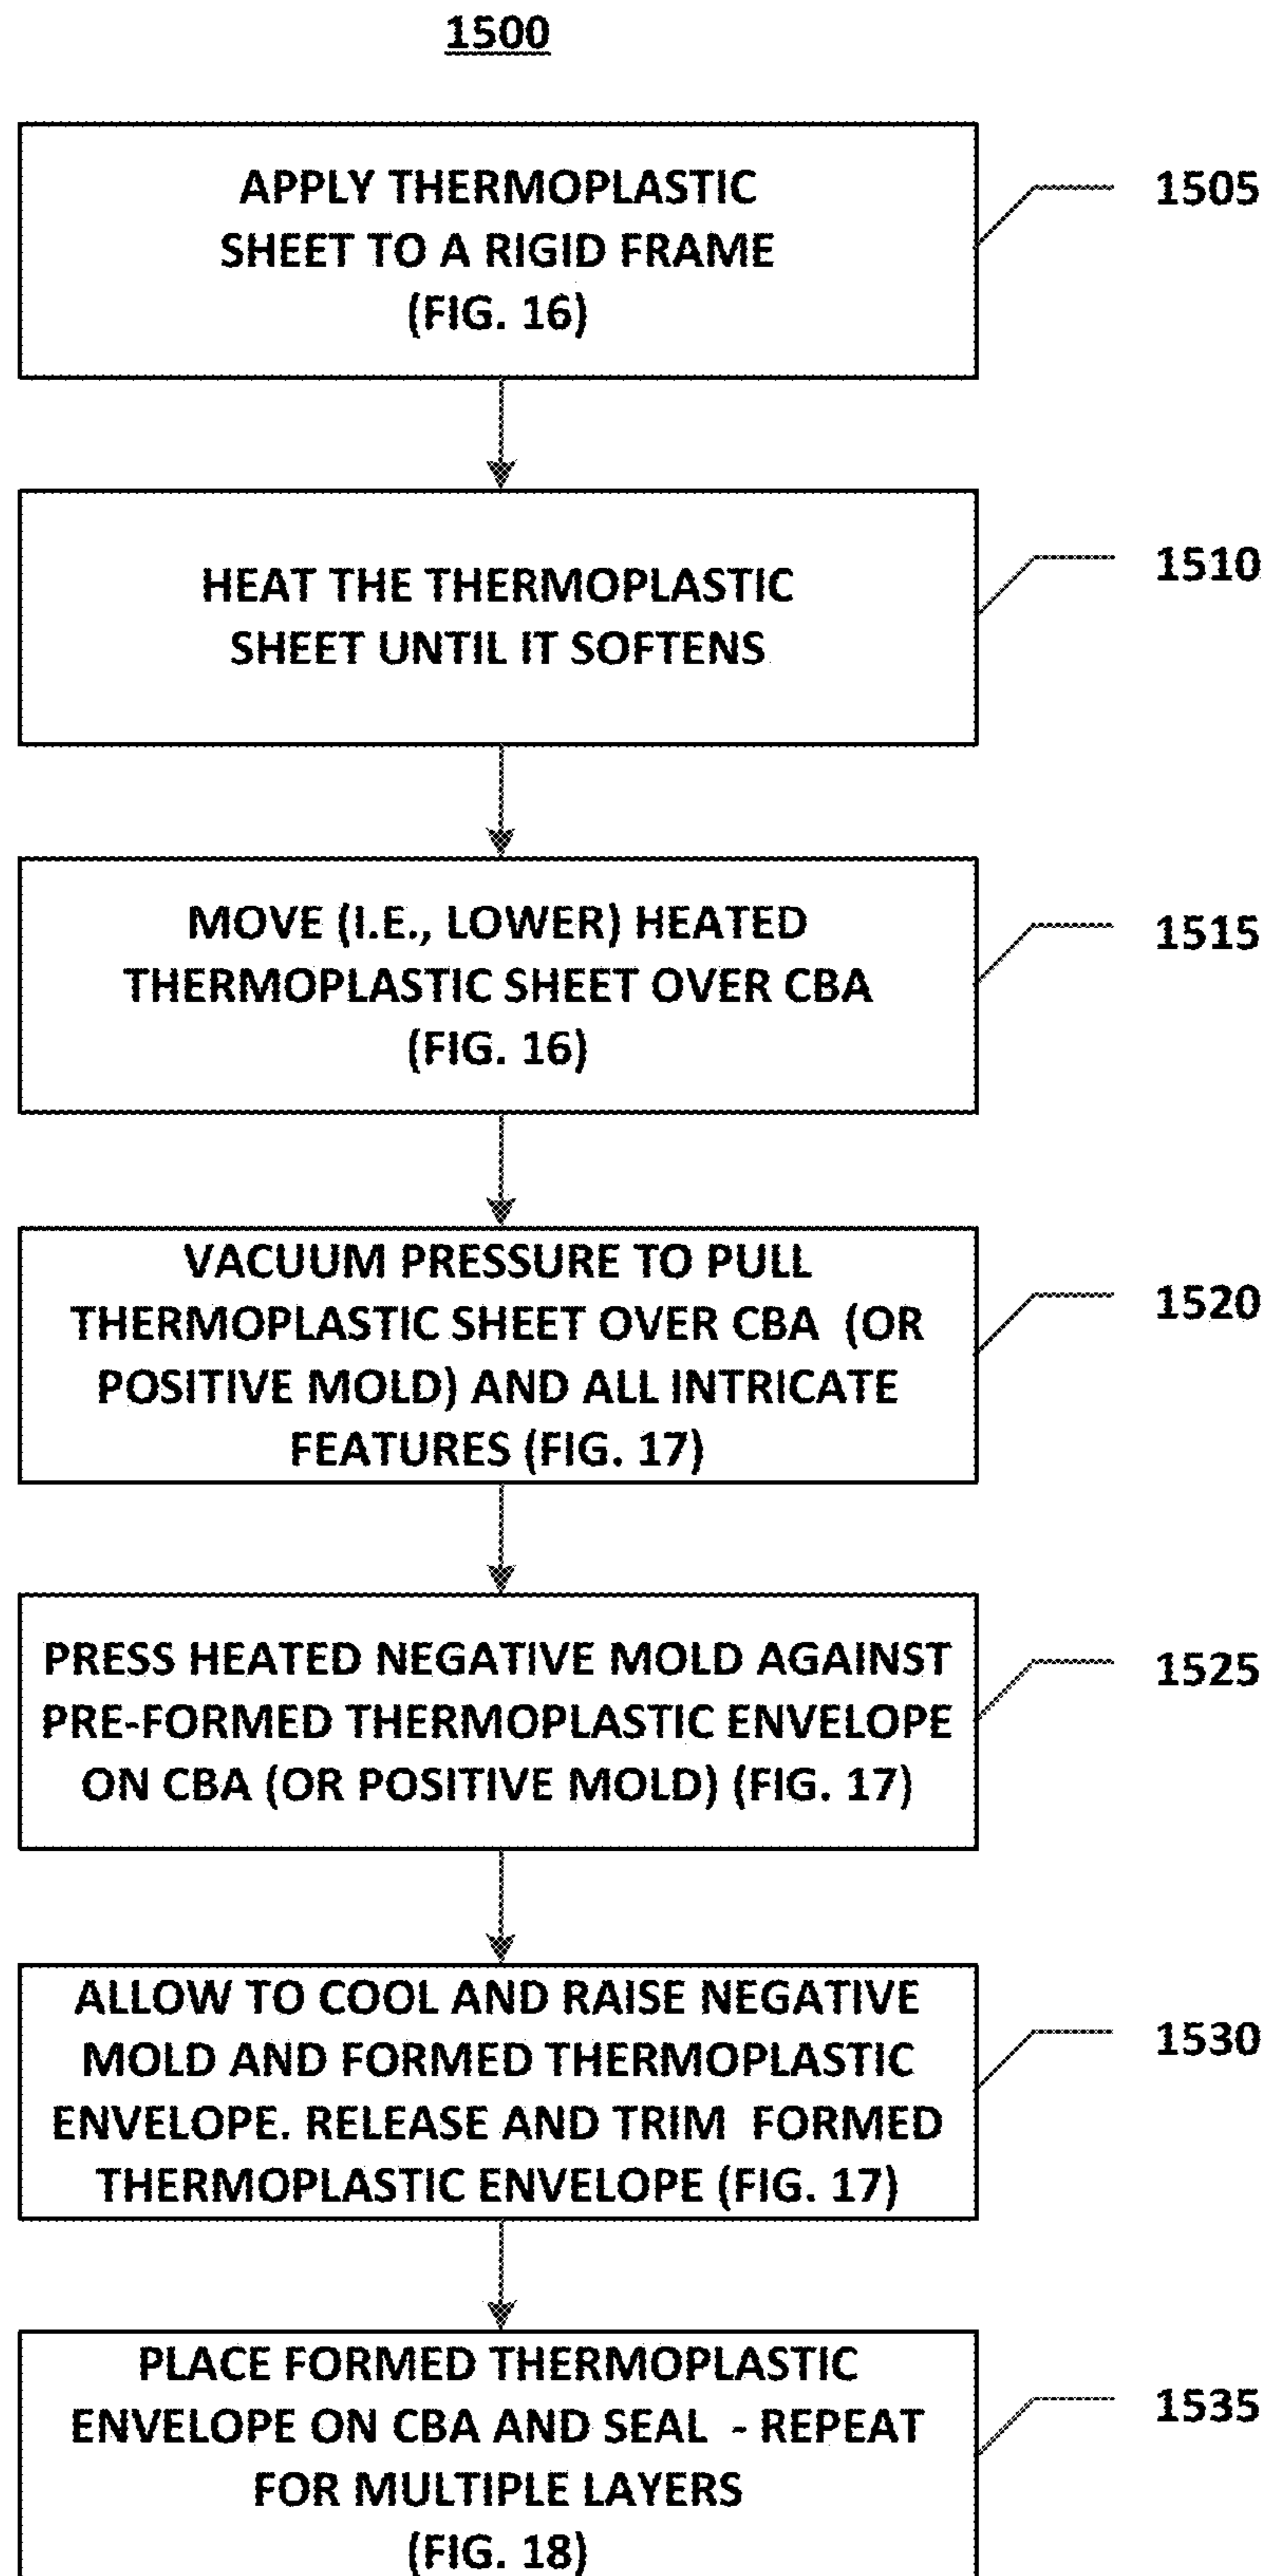 1500
APPLY THERMOPLASTIC
SHEET TO A RIGID FRAME
(FIG. 16)
1505
HEAT THE THERMOPLASTIC
SHEET UNTIL IT SOFTENS
1510
MOVE (I.E., LOWER) HEATED
THERMOPLASTIC SHEET OVER CBA
(FIG. 16)
1515
VACUUM PRESSURE TO PULL
THERMOPLASTIC SHEET OVER CBA (OR
POSITIVE MOLD) AND ALL INTRICATE
FEATURES (FIG. 17)
1520
PRESS HEATED NEGATIVE MOLD AGAINST
PRE-FORMED THERMOPLASTIC ENVELOPE
ON CBA (OR POSITIVE MOLD) (FIG. 17)
1525
ALLOW TO COOL AND RAISE NEGATIVE
MOLD AND FORMED THERMOPLASTIC
ENVELOPE. RELEASE AND TRIM FORMED
THERMOPLASTIC ENVELOPE (FIG. 17)
1530
PLACE FORMED THERMOPLASTIC
ENVELOPE ON CBA AND SEAL - REPEAT
FOR MULTIPLE LAYERS
(FIG. 18)
1535